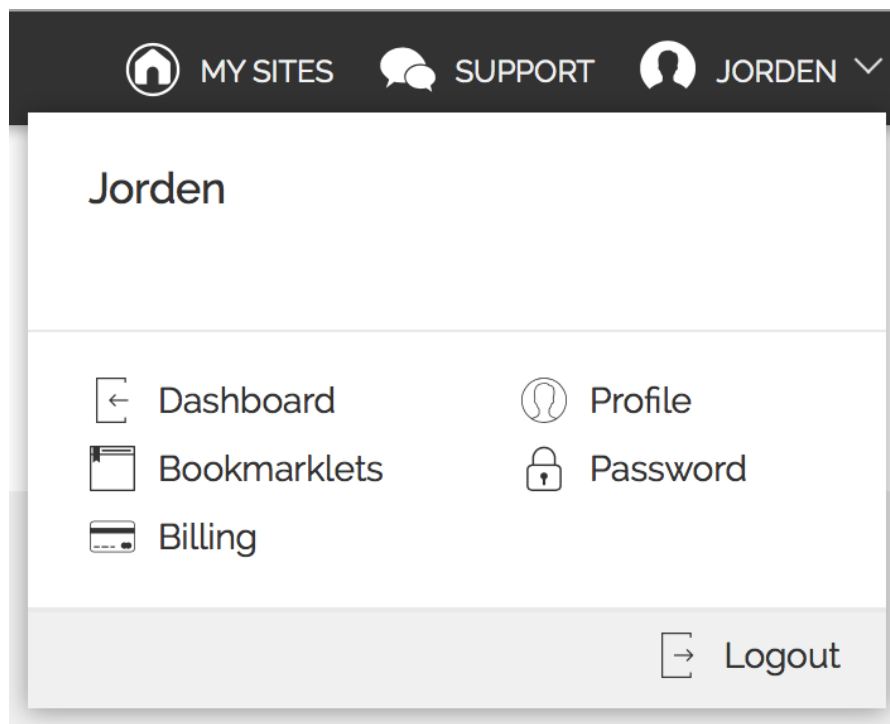 MY SITES SUPPORT JORDEN
Jorden
Dashboard Profile
Bookmarklets Password
Billing
Logout